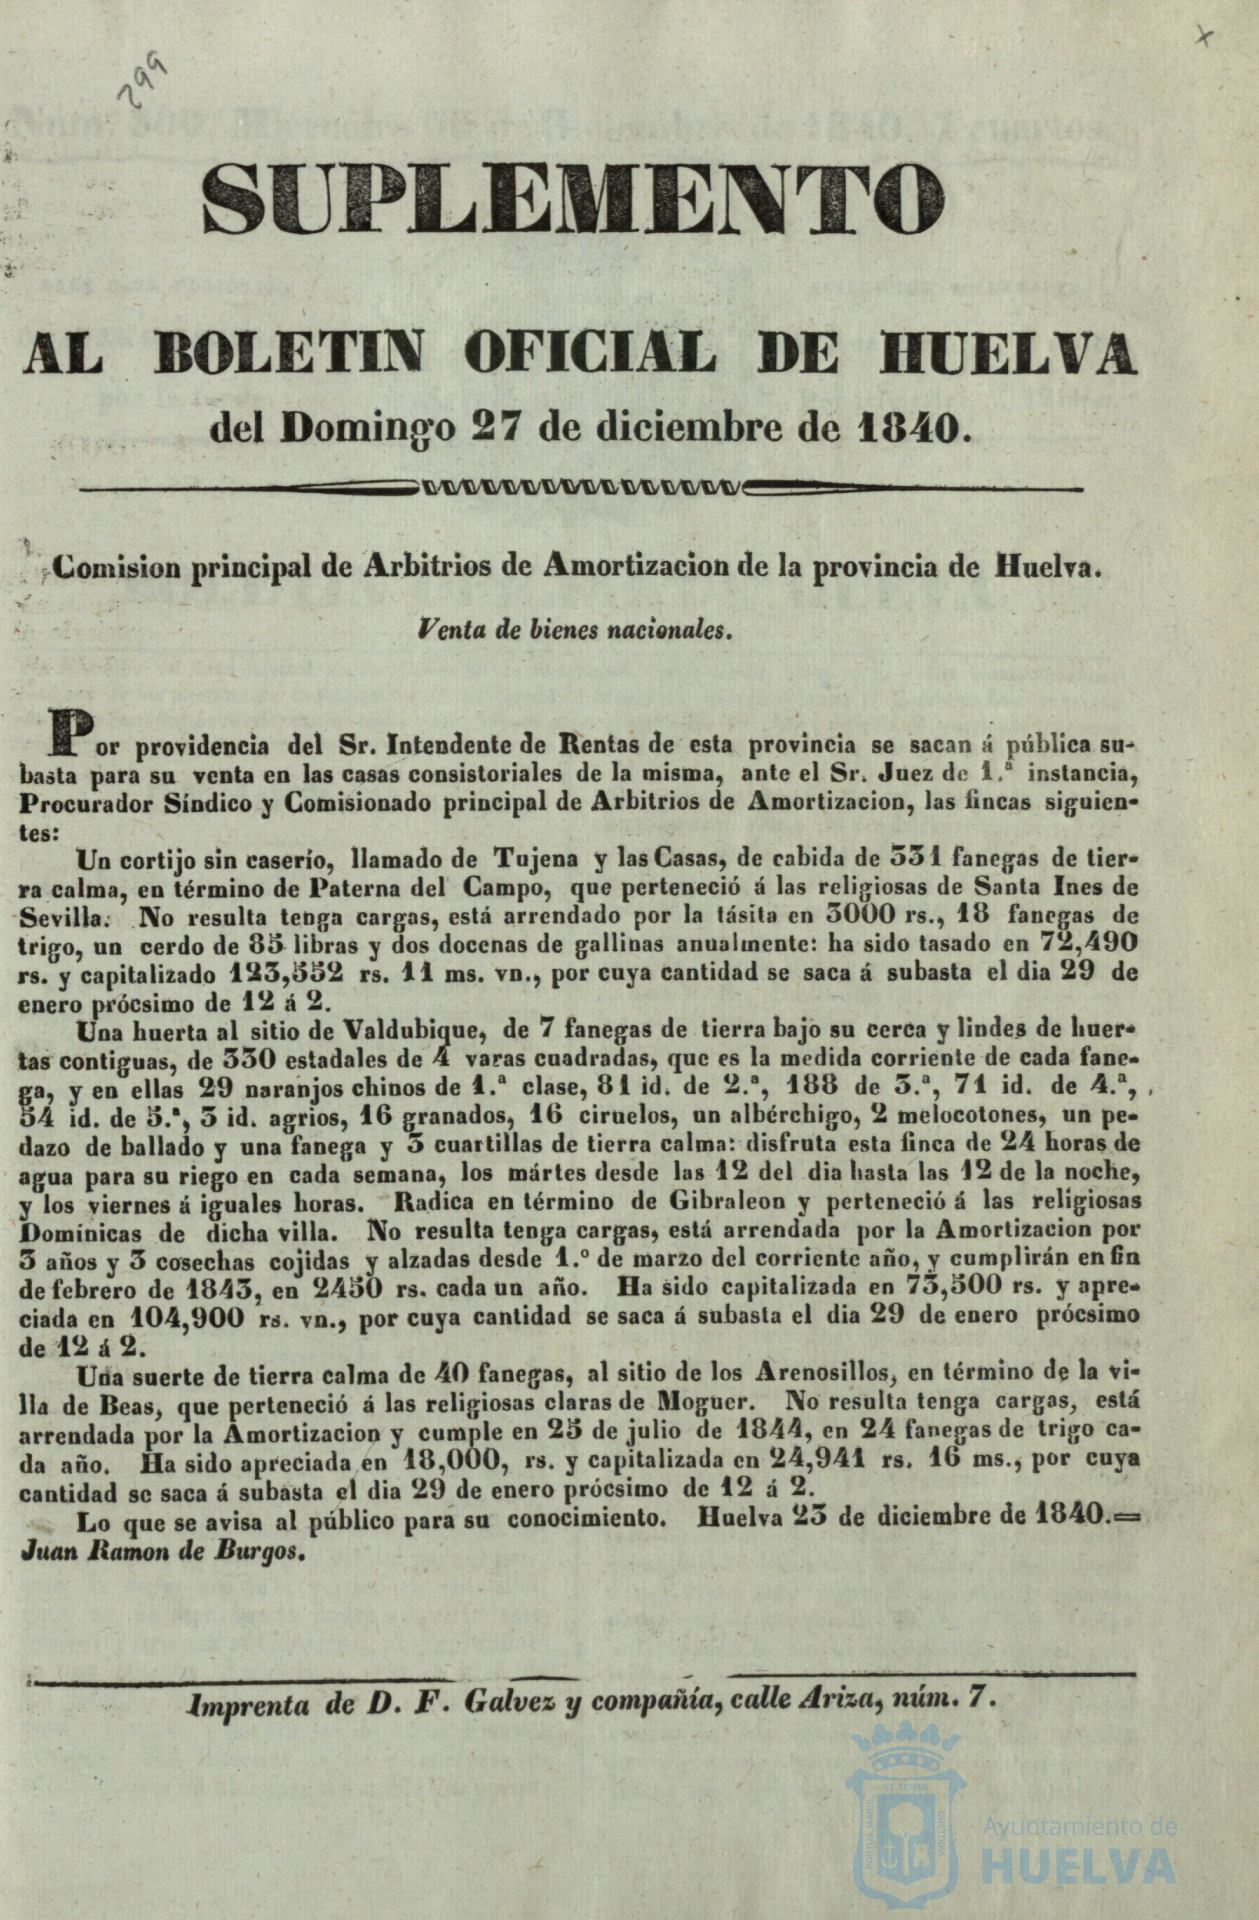 299
SUPLEMENTO
AL BOLETIN OFICIAL DE HUELVA
del Domingo 27 de diciembre de 1840.
Comision principal de Arbitrios de Amortizacion de la provincia de Huelva.
Venta de bienes nacionales.
Por providencia del Sr. Intendente de Rentas de esta provincia se sacan á pública su-
basta para su venta en las casas consistoriales de la misma, ante el Sr. Juez de 1.ª instancia,
Procurador Síndico y Comisionado principal de Arbitrios de Amortizacion, las fincas siguien-
tes:
Un cortijo sin caserío, llamado de Tujena y las Casas, de cabida de 331 fanegas de tier-
ra calma, en término de Paterna del Campo, que perteneció á las religiosas de Santa Ines de
Sevilla. No resulta tenga cargas, está arrendado por la tásita en 3000 rs., 18 fanegas de
trigo, un cerdo de 85 libras y dos docenas de gallinas anualmente: ha sido tasado en 72,490
rs. y capitalizado 123,552 rs. 11 ms. vn., por cuya cantidad se saca á subasta el dia 29 de
enero prócsimo de 12 á 2.
Una huerta al sitio de Valdubique, de 7 fanegas de tierra bajo su cerca y lindes de huer-
tas contiguas, de 330 estadales de 4 varas cuadradas, que es la medida corriente de cada fane-
ga, y en ellas 29 naranjos chinos de 1.ª clase, 81 id. de 2.ª, 188 de 3.ª, 71 id. de 4.ª,
54 id. de 5.ª, 3 id. agrios, 16 granados, 16 ciruelos, un albérchigo, 2 melocotones, un pe-
dazo de ballado y una fanega y 3 cuartillas de tierra calma: disfruta esta finca de 24 horas de
agua para su riego en cada semana, los mártes desde las 12 del dia hasta las 12 de la noche,
y los viernes á iguales horas. Radica en término de Gibraleon y perteneció á las religiosas
Domínicas de dicha villa. No resulta tenga cargas, está arrendada por la Amortizacion por
3 años y 3 cosechas cojidas y alzadas desde 1.º de marzo del corriente año, y cumplirán en fin
de febrero de 1843, en 2450 rs. cada un año. Ha sido capitalizada en 73,500 rs. y apre-
ciada en 104,900 rs. vn., por cuya cantidad se saca á subasta el dia 29 de enero prócsimo
de 12 á 2.
Una suerte de tierra calma de 40 fanegas, al sitio de los Arenosillos, en término de la vi-
lla de Beas, que perteneció á las religiosas claras de Moguer. No resulta tenga cargas, está
arrendada por la Amortizacion y cumple en 25 de julio de 1844, en 24 fanegas de trigo ca-
da año. Ha sido apreciada en 18,000, rs. y capitalizada en 24,941 rs. 16 ms., por cuya
cantidad se saca á subasta el dia 29 de enero prócsimo de 12 á 2.
Lo que se avisa al público para su conocimiento. Huelva 23 de diciembre de 1840.=
Juan Ramon de Burgos.
Imprenta de D. F. Galvez y compañía, calle Ariza, núm. 7.
PORTUS MARIS ET TERRÆ CUSTODIA
Ayuntamiento de
HUELVA